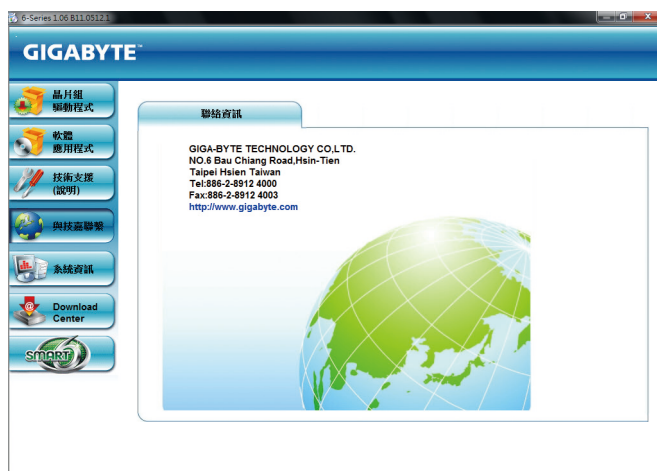 6-Series 1.06 B11.0512.1
GIGABYTE™
晶片組
驅動程式
軟體
應用程式
技術支援
(說明)
與技嘉聯繫
系統資訊
Download
Center
SMART
聯絡資訊
GIGA-BYTE TECHNOLOGY CO,LTD.
NO.6 Bau Chiang Road,Hsin-Tien
Taipei Hsien Taiwan
Tel:886-2-8912 4000
Fax:886-2-8912 4003
http://www.gigabyte.com